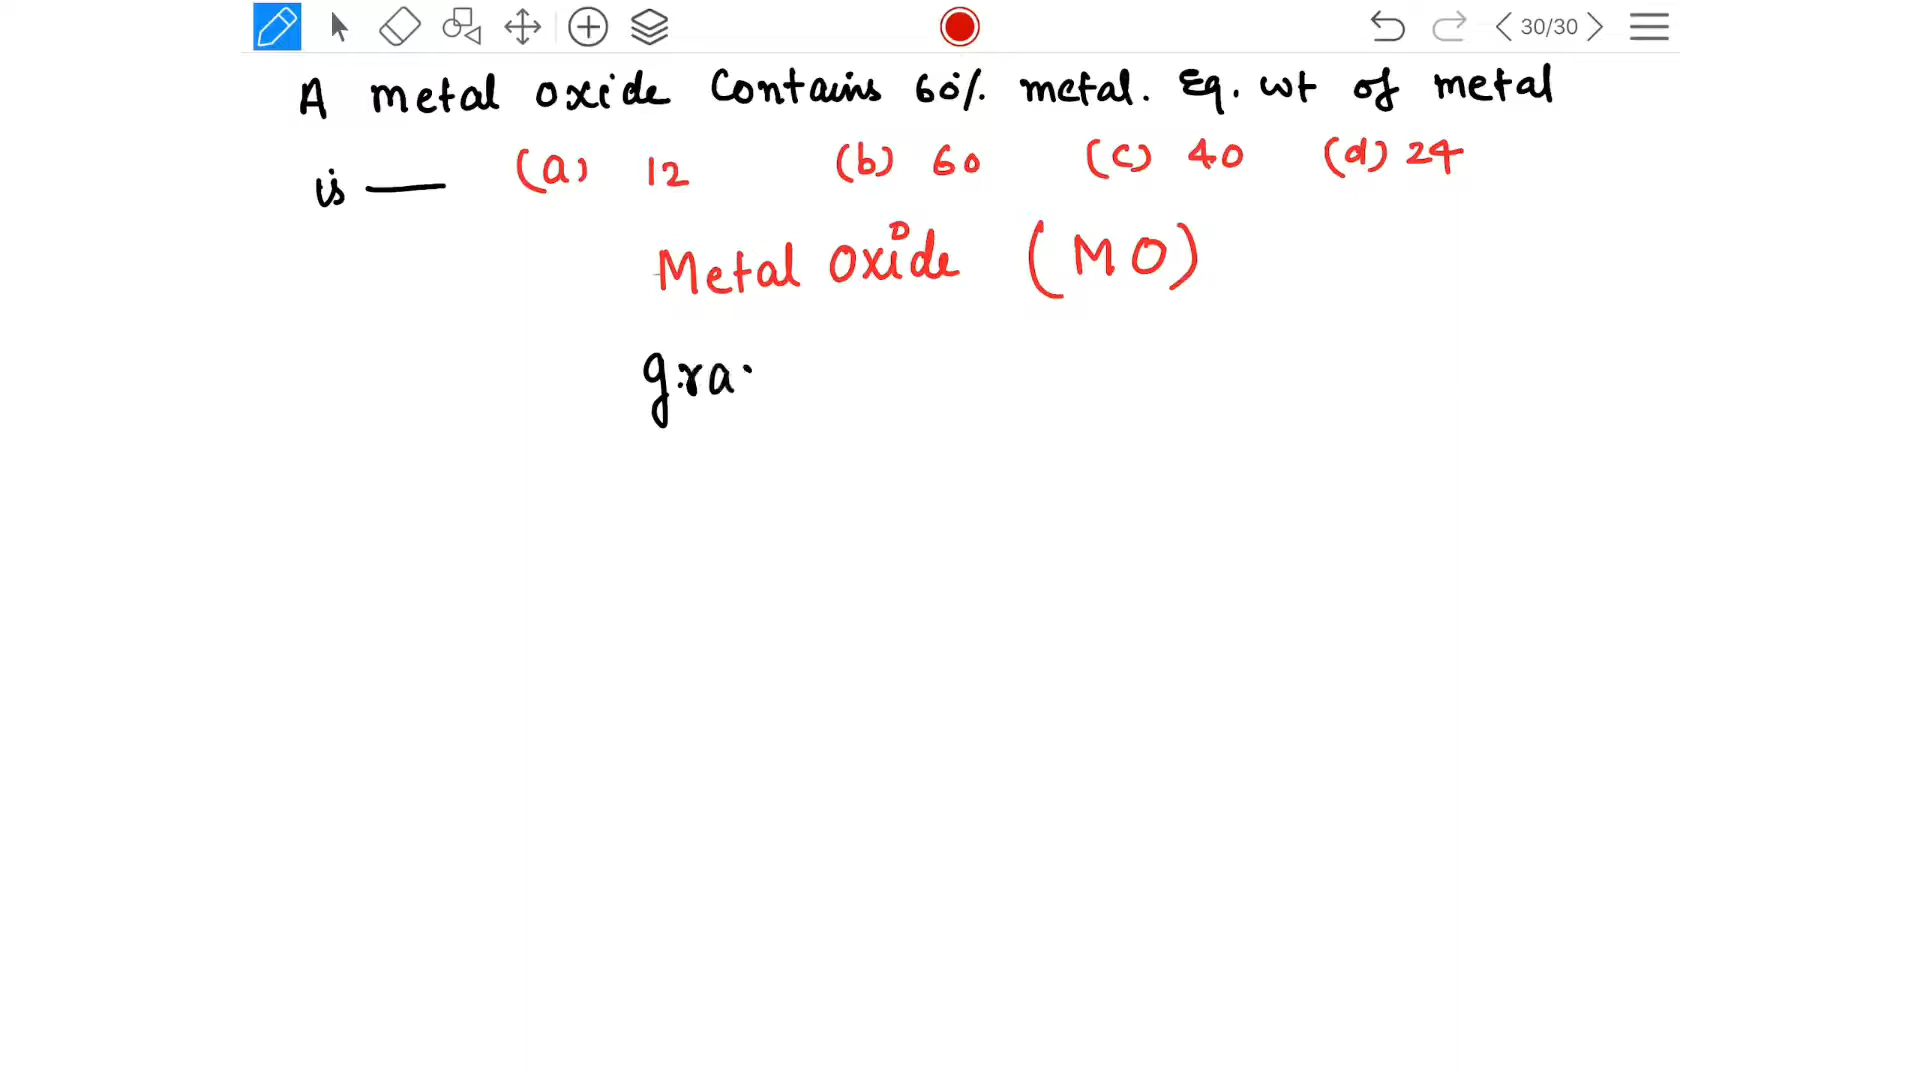 30/30
A metal oxide Contains 60% metal. Eq. wt of metal
is — (a) 12 (b) 60 (c) 40 (d) 24
Metal Oxide (MO)
gra